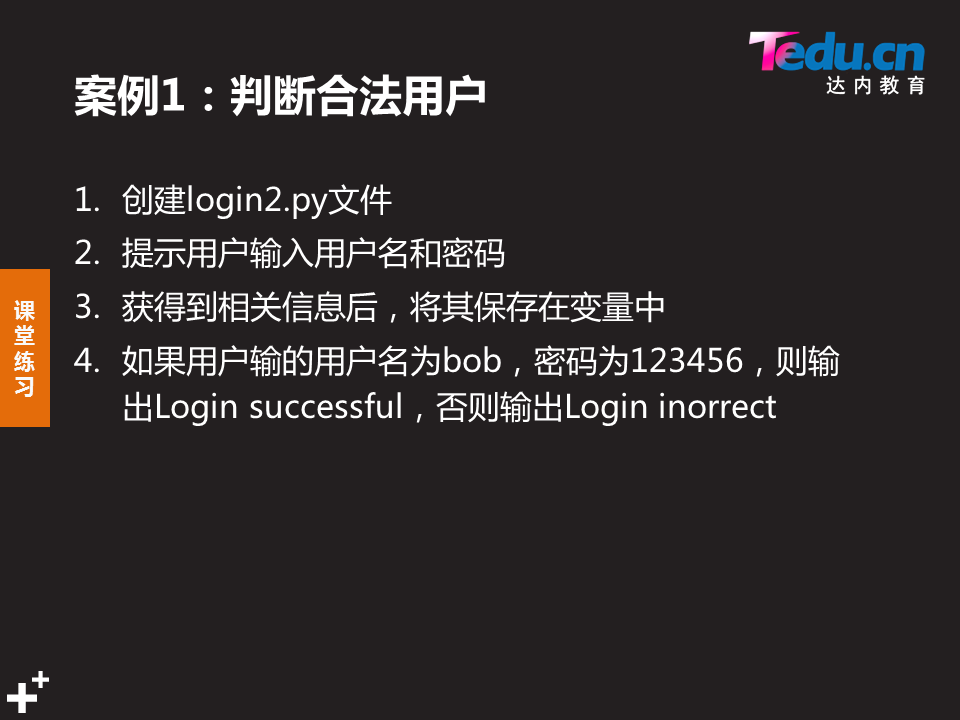 Tedu.cn
达内教育
案例1：判断合法用户
1. 创建login2.py文件
2. 提示用户输入用户名和密码
3. 获得到相关信息后，将其保存在变量中
4. 如果用户输的用户名为bob，密码为123456，则输
出Login successful，否则输出Login inorrect
课
堂
练
习